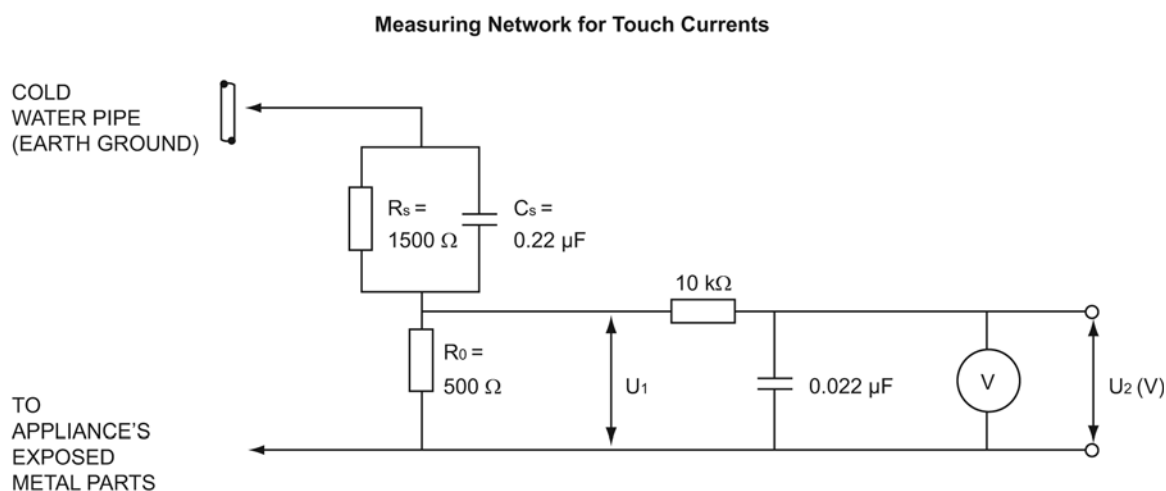 Measuring Network for Touch Currents
COLD
WATER PIPE
(EARTH GROUND)
Rs =
1500 Ω
Cs =
0.22 μF
10 kΩ
R0 =
500 Ω
U1
0.022 μF
V
U2 (V)
TO
APPLIANCE’S
EXPOSED
METAL PARTS